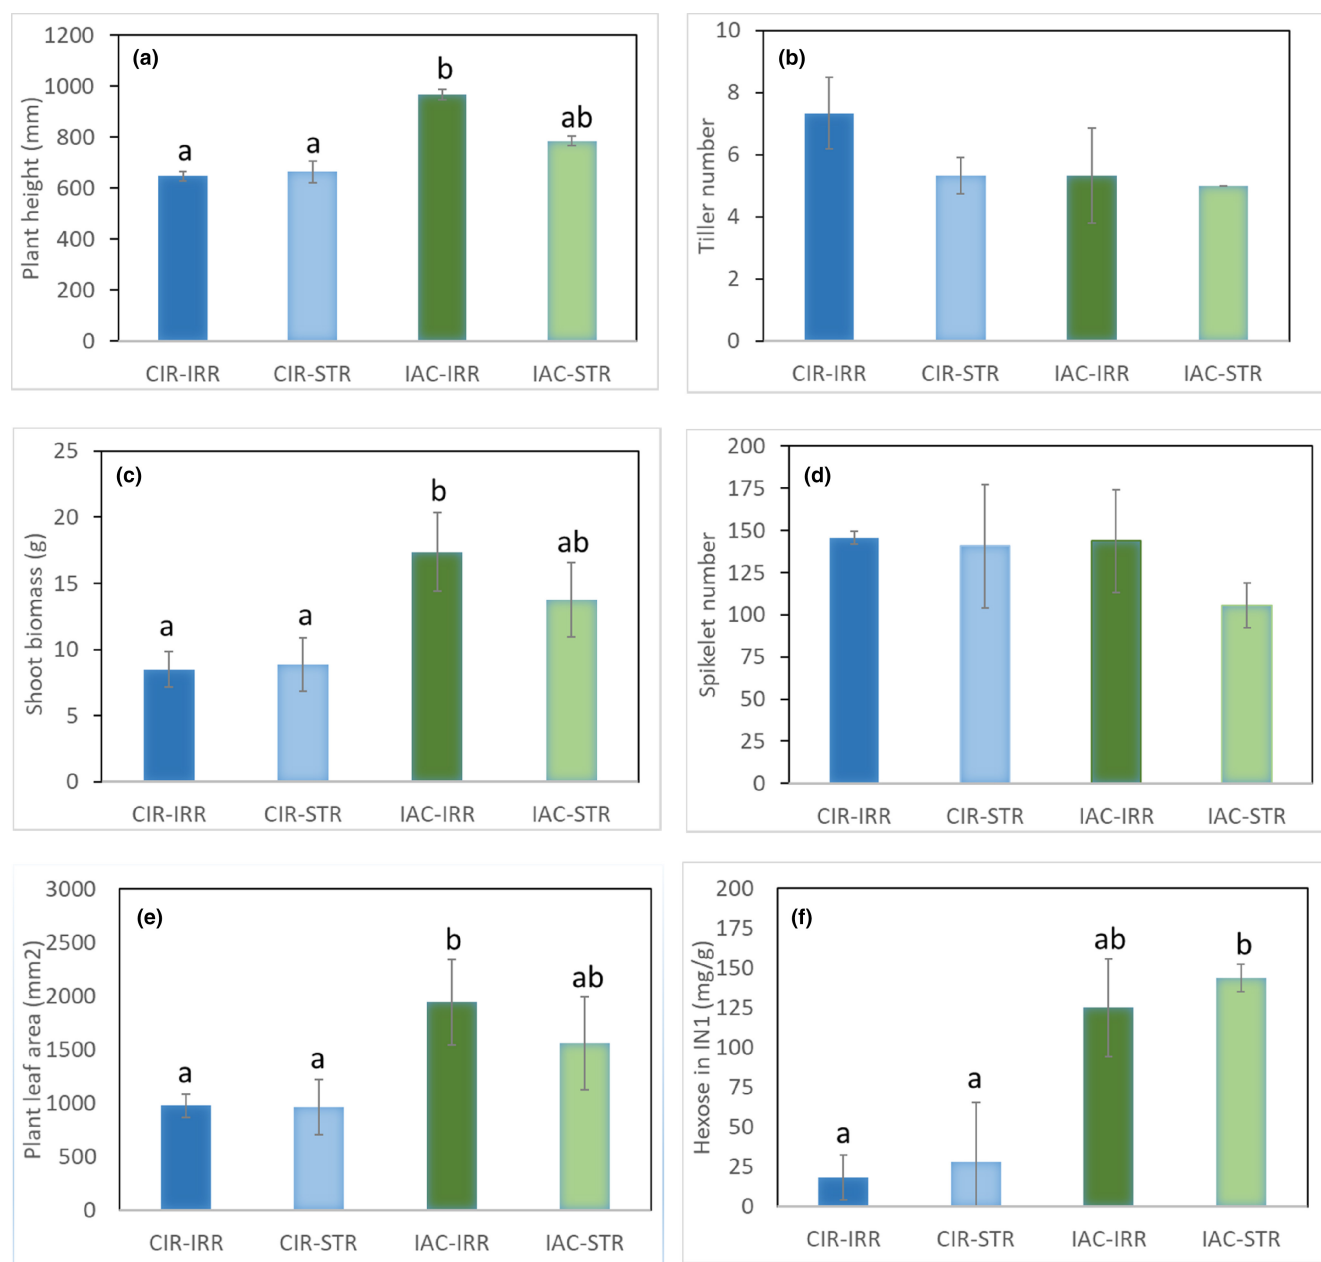 (a)
Plant height (mm)
1200
1000
800
600
400
200
0
a
a
b
ab
CIR-IRR CIR-STR IAC-IRR IAC-STR
(b)
Tiller number
10
8
6
4
2
0
CIR-IRR CIR-STR IAC-IRR IAC-STR
(c)
Shoot biomass (g)
25
20
15
10
5
0
a
a
b
ab
CIR-IRR CIR-STR IAC-IRR IAC-STR
(d)
Spikelet number
200
175
150
125
100
75
50
25
0
CIR-IRR CIR-STR IAC-IRR IAC-STR
(e)
Plant leaf area (mm2)
3000
2500
2000
1500
1000
500
0
a
a
b
ab
CIR-IRR CIR-STR IAC-IRR IAC-STR
(f)
Hexose in IN1 (mg/g)
200
175
150
125
100
75
50
25
0
a
a
ab
b
CIR-IRR CIR-STR IAC-IRR IAC-STR